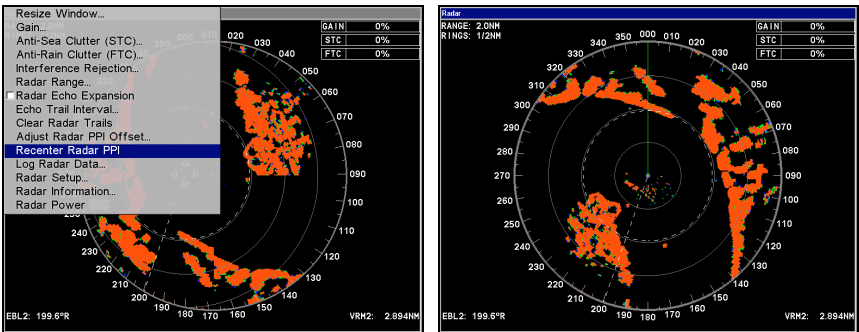 Resize Window...
Gain...
Anti-Sea Clutter (STC)...
Anti-Rain Clutter (FTC)...
Interference Rejection...
Radar Range...
Radar Echo Expansion
Echo Trail Interval...
Clear Radar Trails
Adjust Radar PPI Offset...
Recenter Radar PPI
Log Radar Data...
Radar Setup...
Radar Information...
Radar Power
GAIN 0%
STC 0%
FTC 0%
350 000 010 020 030 040 050 060 070 080 090 100 110 120 130 140 150 160 170 180 190 200 210 220 230 240
EBL2: 199.6°R
VRM2: 2.894NM
Radar
RANGE: 2.0NM
RINGS: 1/2NM
GAIN 0%
STC 0%
FTC 0%
000 010 020 030 040 050 060 070 080 090 100 110 120 130 140 150 160 170 180 190 200 210 220 230 240 250 260 270 280 290 300 310 320 330 340 350
EBL2: 199.6°R
VRM2: 2.894NM